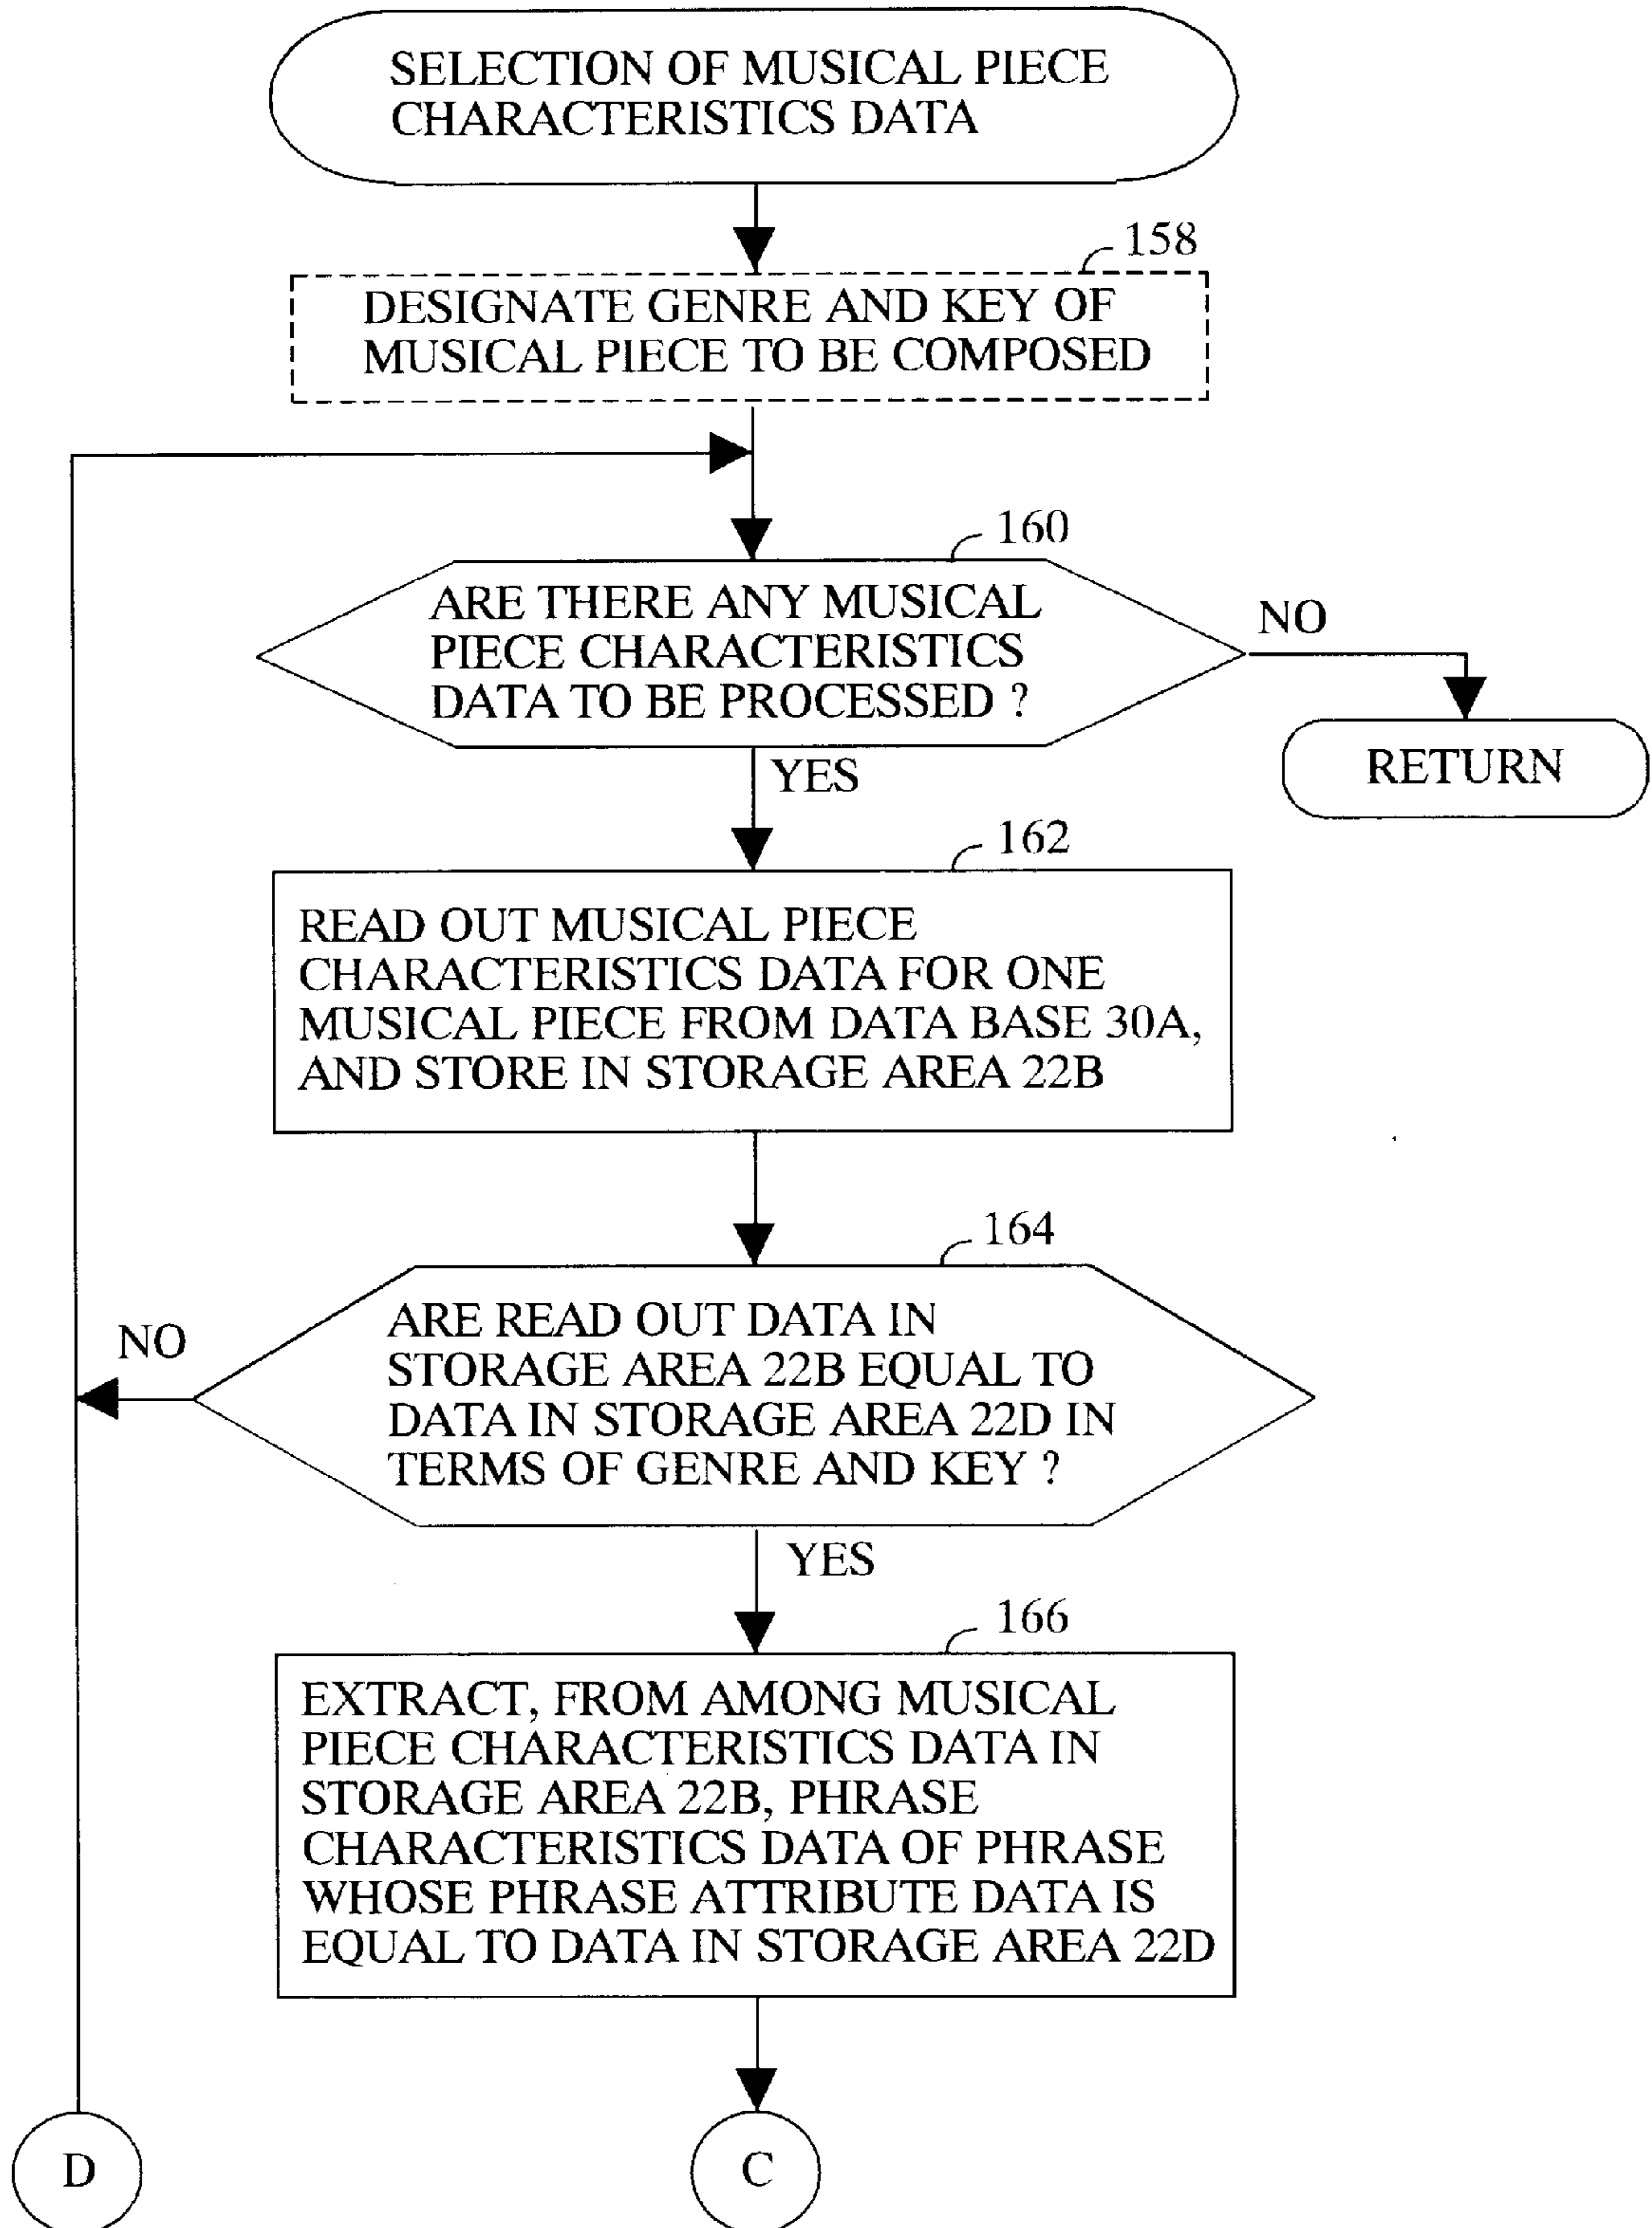 SELECTION OF MUSICAL PIECE
CHARACTERISTICS DATA
158
DESIGNATE GENRE AND KEY OF
MUSICAL PIECE TO BE COMPOSED
160
ARE THERE ANY MUSICAL
PIECE CHARACTERISTICS
DATA TO BE PROCESSED ?
NO
RETURN
YES
162
READ OUT MUSICAL PIECE
CHARACTERISTICS DATA FOR ONE
MUSICAL PIECE FROM DATA BASE 30A,
AND STORE IN STORAGE AREA 22B
164
ARE READ OUT DATA IN
STORAGE AREA 22B EQUAL TO
DATA IN STORAGE AREA 22D IN
TERMS OF GENRE AND KEY ?
NO
YES
166
EXTRACT, FROM AMONG MUSICAL
PIECE CHARACTERISTICS DATA IN
STORAGE AREA 22B, PHRASE
CHARACTERISTICS DATA OF PHRASE
WHOSE PHRASE ATTRIBUTE DATA IS
EQUAL TO DATA IN STORAGE AREA 22D
D
C